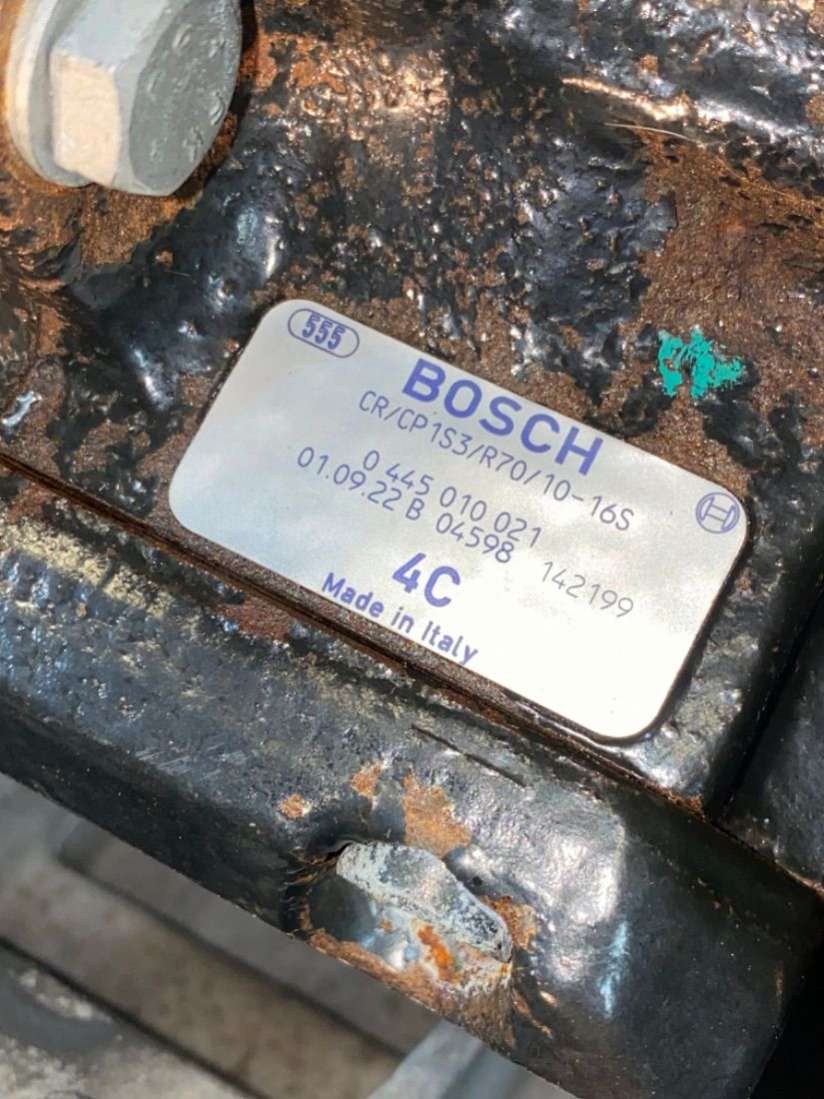 555
BOSCH
CR/CP1S3/R70/10-16S
0 445 010 021
01.09.22 B 04598 142199
4C
Made in Italy